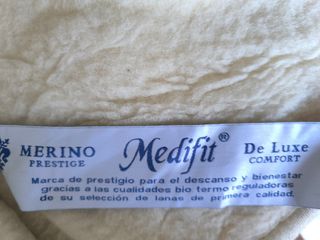 MERINO
PRESTIGE
Medifit®
De Luxe
COMFORT
Marca de prestigio para el descanso y bienestar
gracias a las cualidades bio termo reguladoras
de su selección de lanas de primera calidad.